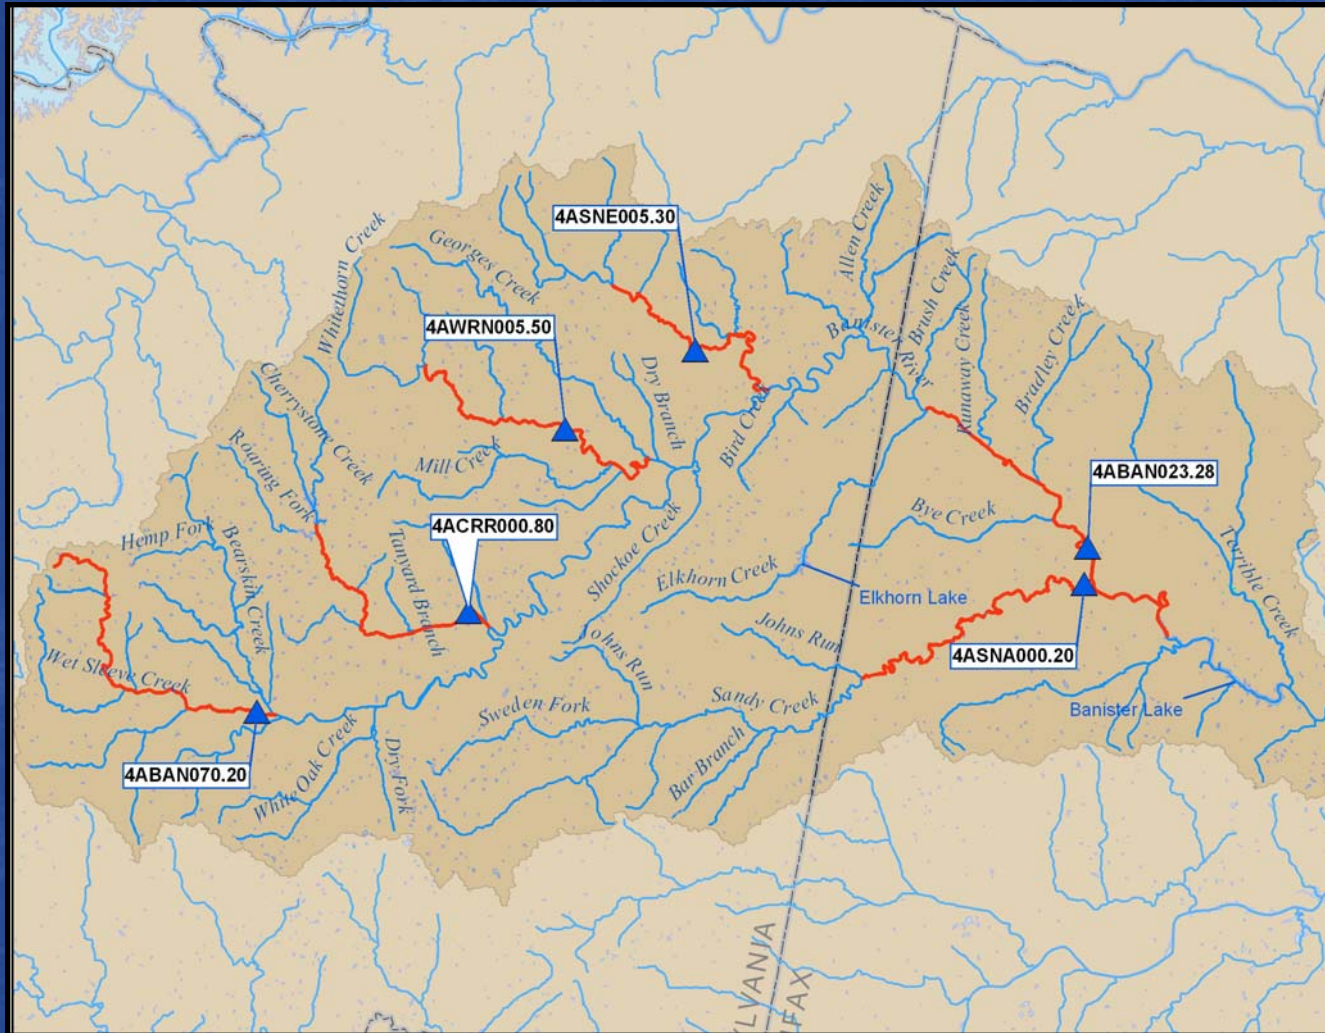 4ASNE005.30
Whitethorn Creek
Georges Creek
Allen Creek
4AWRN005.50
Banister River
Brush Creek
Runaway Creek
Bradley Creek
Cherrystone Creek
Dry Branch
Bird Creek
Roaring Fork
Mill Creek
4ABAN023.28
Hemp Fork
Bearskin Creek
4ACRR000.80
Tanyard Branch
Shockoe Creek
Bye Creek
Terrible Creek
Elkhorn Creek
Elkhorn Lake
Wet Sleeve Creek
Johns Run
Johns Run
4ASNA000.20
Sweden Fork
Sandy Creek
Banister Lake
4ABAN070.20
White Oak Creek
Dry Fork
Bar Branch
YLVANIA
IFAX